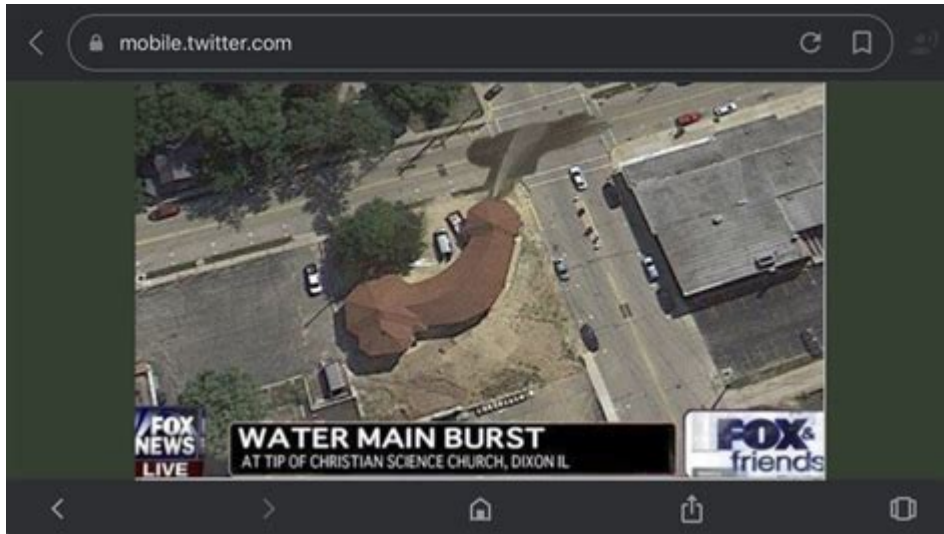 mobile.twitter.com
FOX
NEWS
LIVE
WATER MAIN BURST
AT TIP OF CHRISTIAN SCIENCE CHURCH, DIXON IL
FOX&
friends